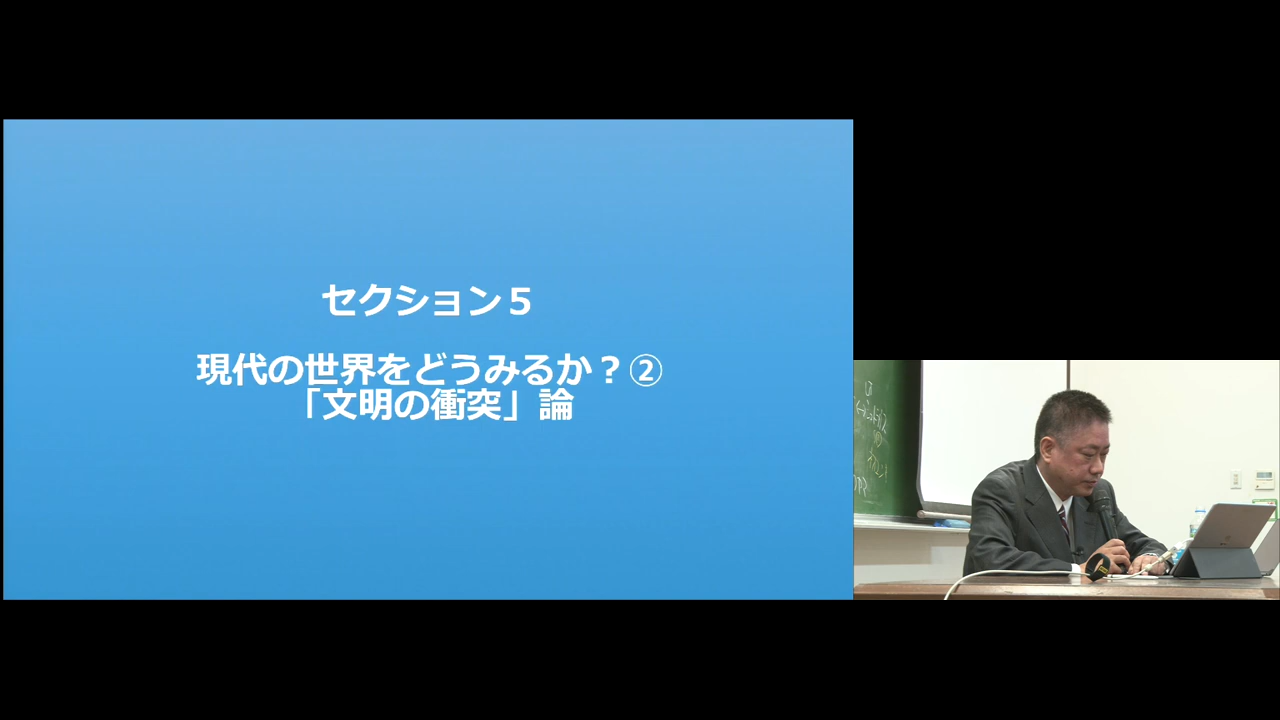 セクション５
現代の世界をどうみるか？②
「文明の衝突」論